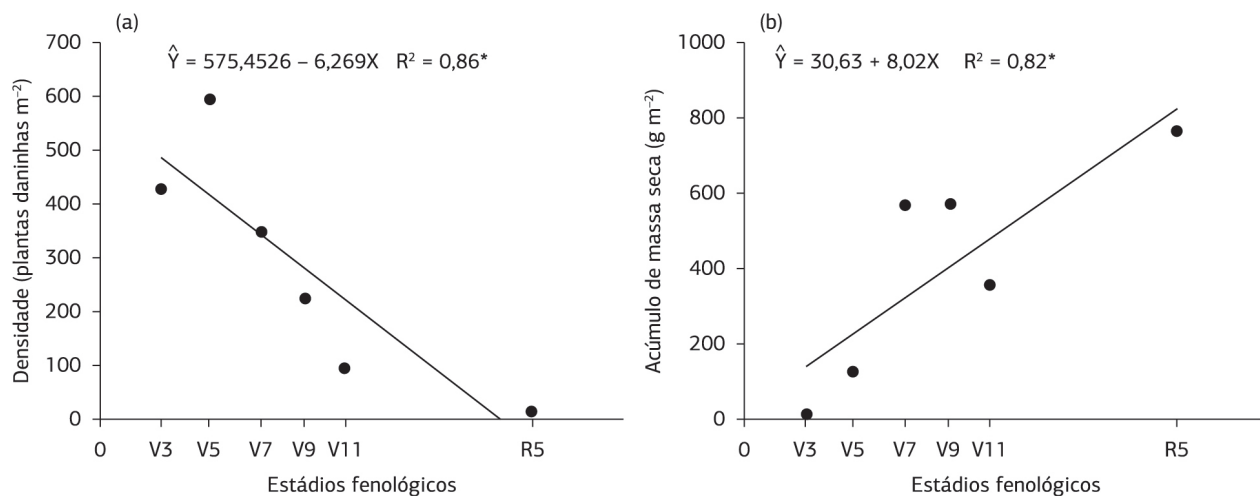 (a)
Ŷ = 575,4526 – 6,269X R² = 0,86*
Densidade (plantas daninhas m⁻²)
700
600
500
400
300
200
100
0
0 V3 V5 V7 V9 V11 R5
Estádios fenológicos
(b)
Ŷ = 30,63 + 8,02X R² = 0,82*
Acúmulo de massa seca (g m⁻²)
1000
800
600
400
200
0
0 V3 V5 V7 V9 V11 R5
Estádios fenológicos